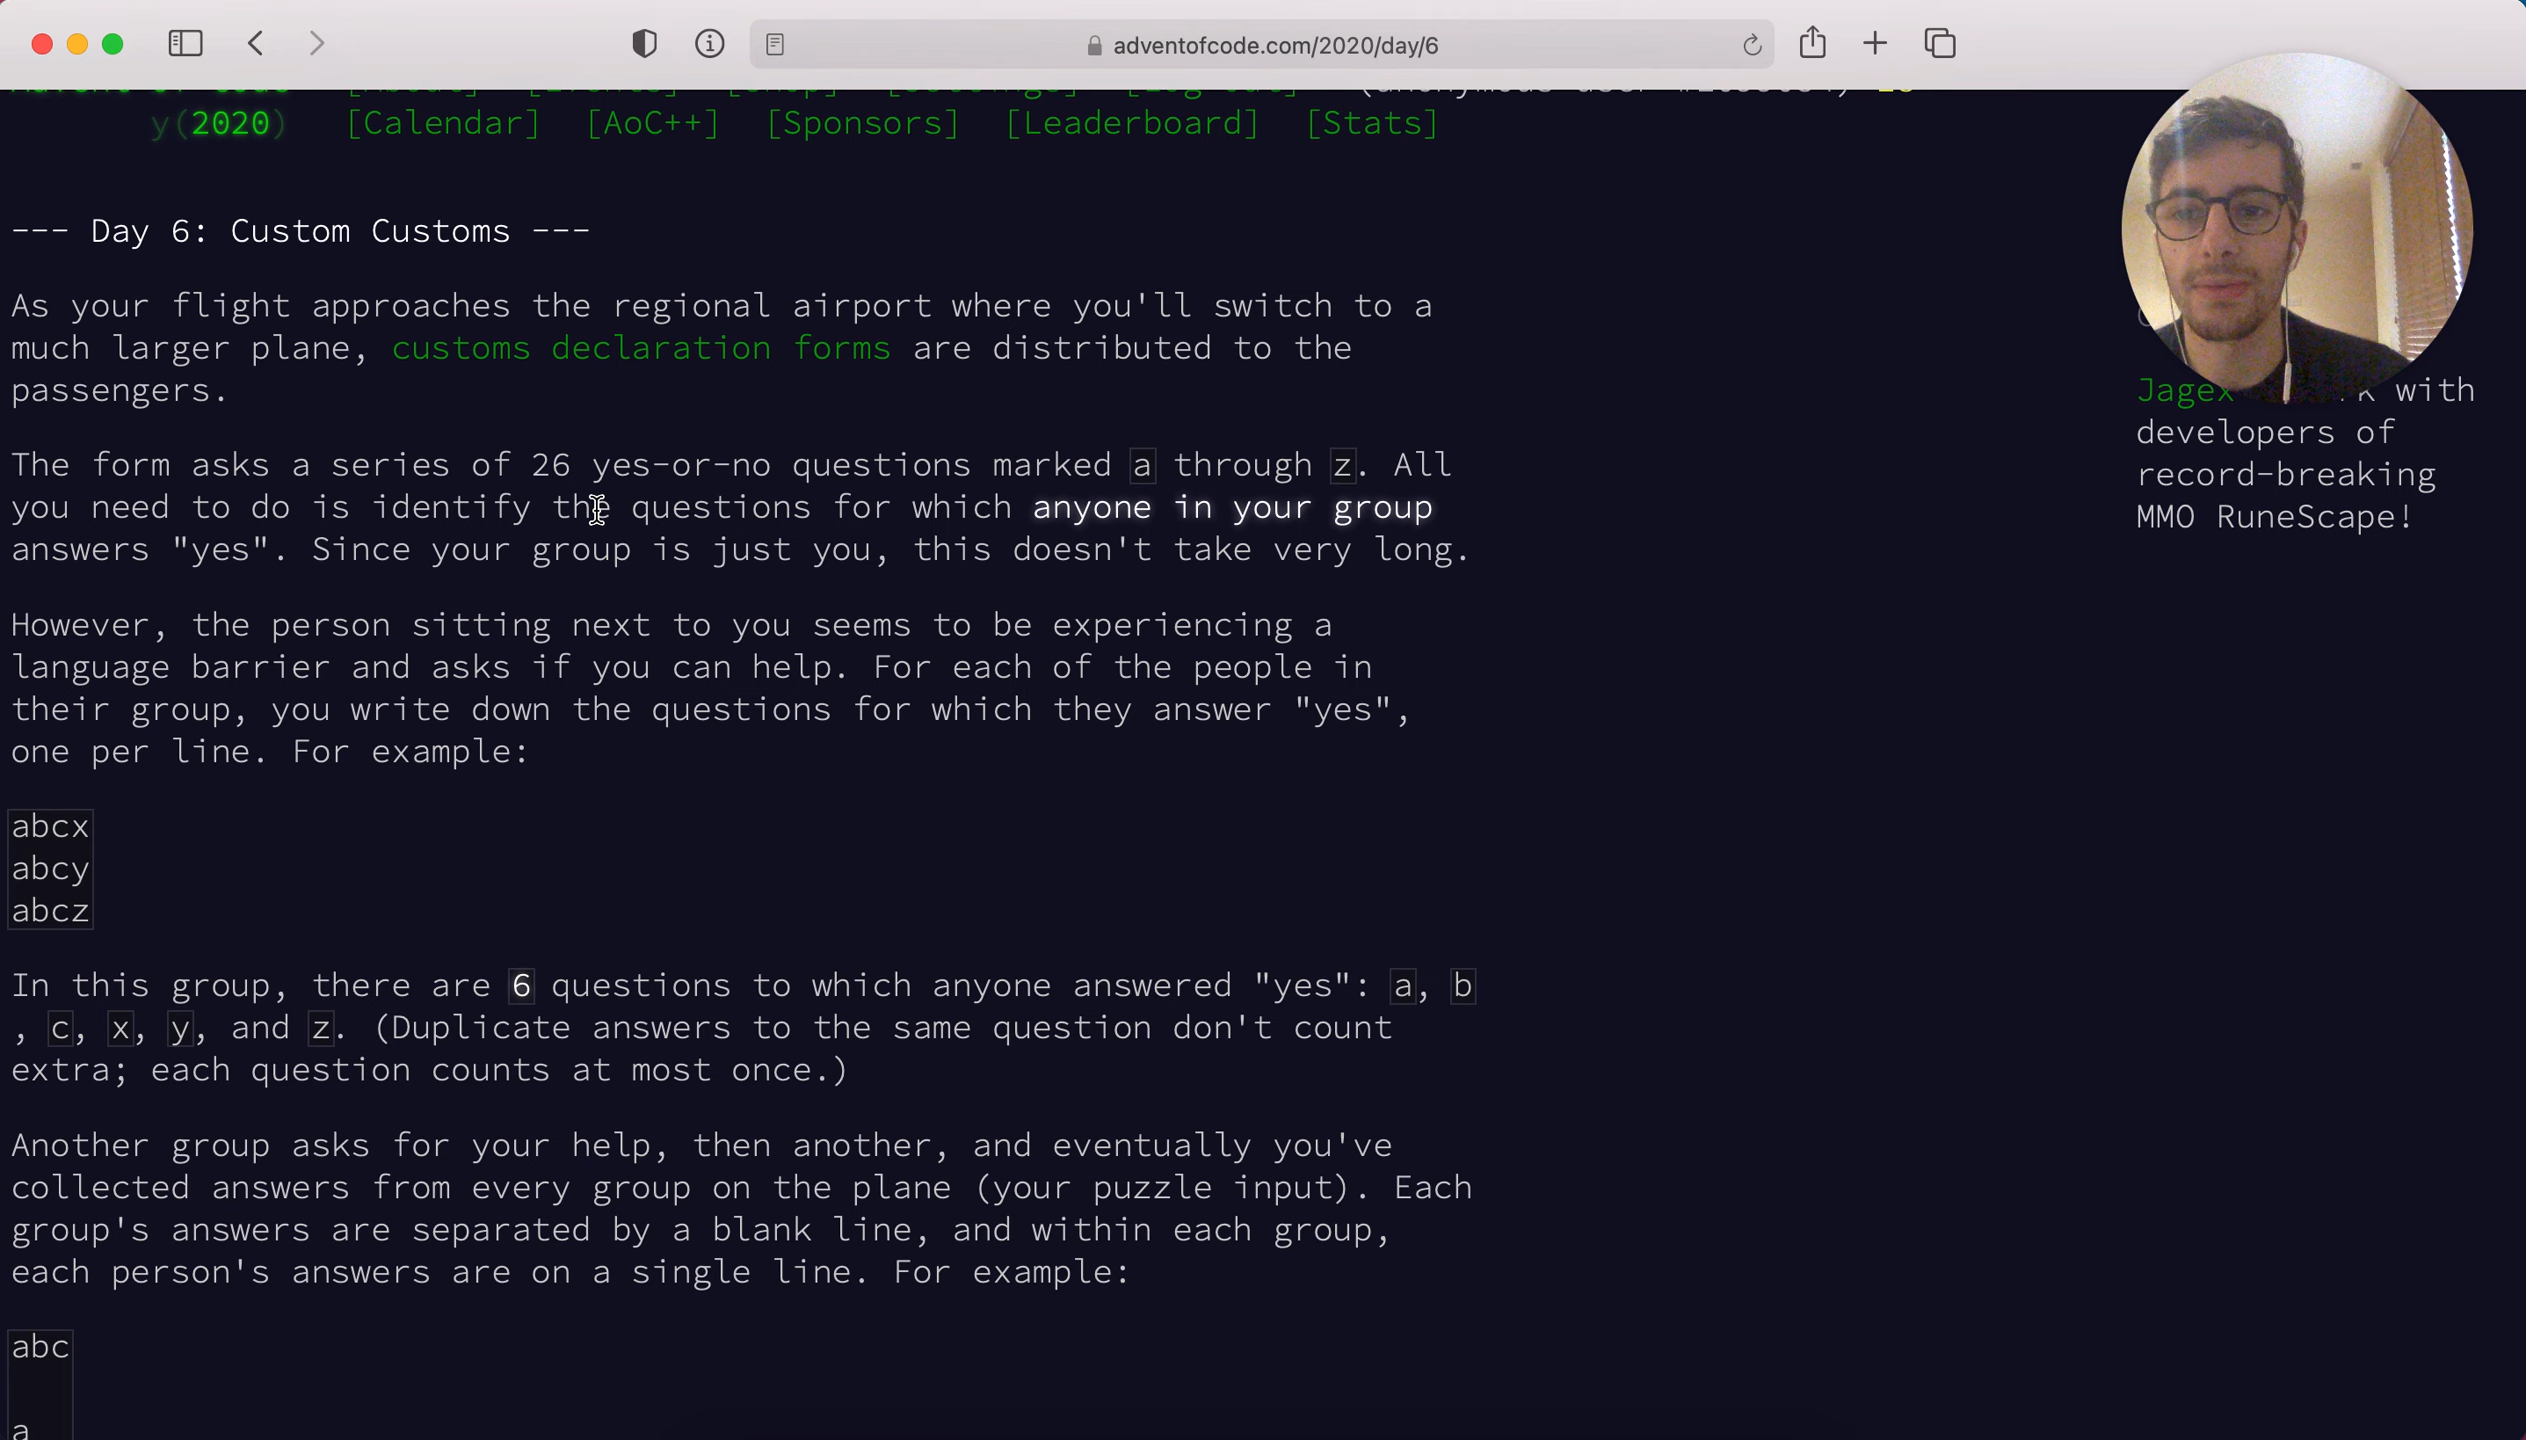 adventofcode.com/2020/day/6
y(2020) [Calendar] [AoC++] [Sponsors] [Leaderboard] [Stats]
--- Day 6: Custom Customs ---
As your flight approaches the regional airport where you'll switch to a
much larger plane, customs declaration forms are distributed to the
passengers.
The form asks a series of 26 yes-or-no questions marked a through z. All
you need to do is identify the questions for which anyone in your group
answers "yes". Since your group is just you, this doesn't take very long.
However, the person sitting next to you seems to be experiencing a
language barrier and asks if you can help. For each of the people in
their group, you write down the questions for which they answer "yes",
one per line. For example:
abcx
abcy
abcz
In this group, there are 6 questions to which anyone answered "yes": a, b
, c, x, y, and z. (Duplicate answers to the same question don't count
extra; each question counts at most once.)
Another group asks for your help, then another, and eventually you've
collected answers from every group on the plane (your puzzle input). Each
group's answers are separated by a blank line, and within each group,
each person's answers are on a single line. For example:
abc
a
Jagex with
developers of
record-breaking
MMO RuneScape!